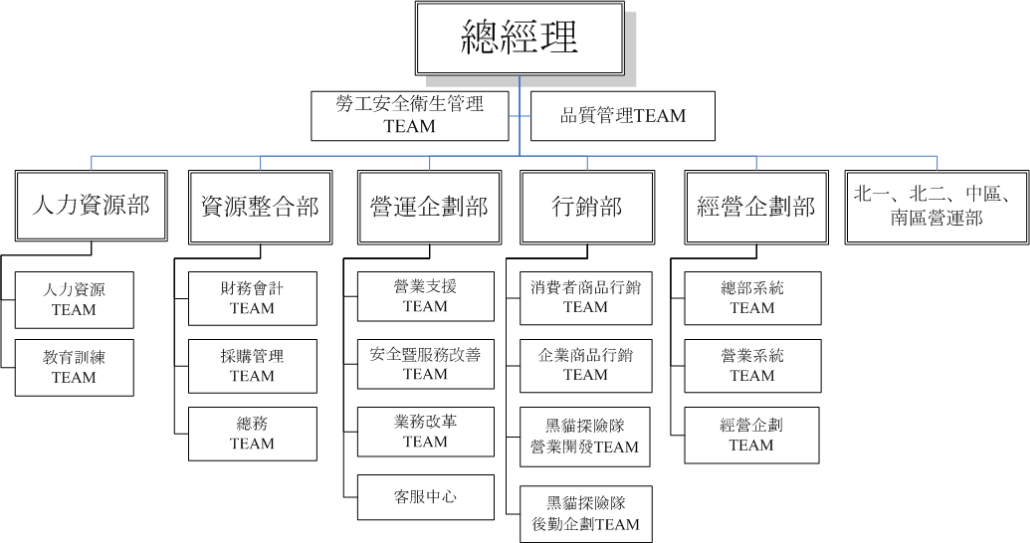 總經理
勞工安全衛生管理
TEAM
品質管理TEAM
人力資源部
資源整合部
營運企劃部
行銷部
經營企劃部
北一、北二、中區、
南區營運部
人力資源
TEAM
教育訓練
TEAM
財務會計
TEAM
採購管理
TEAM
總務
TEAM
營業支援
TEAM
安全暨服務改善
TEAM
業務改革
TEAM
客服中心
消費者商品行銷
TEAM
企業商品行銷
TEAM
黑貓探險隊
營業開發TEAM
黑貓探險隊
後勤企劃TEAM
總部系統
TEAM
營業系統
TEAM
經營企劃
TEAM